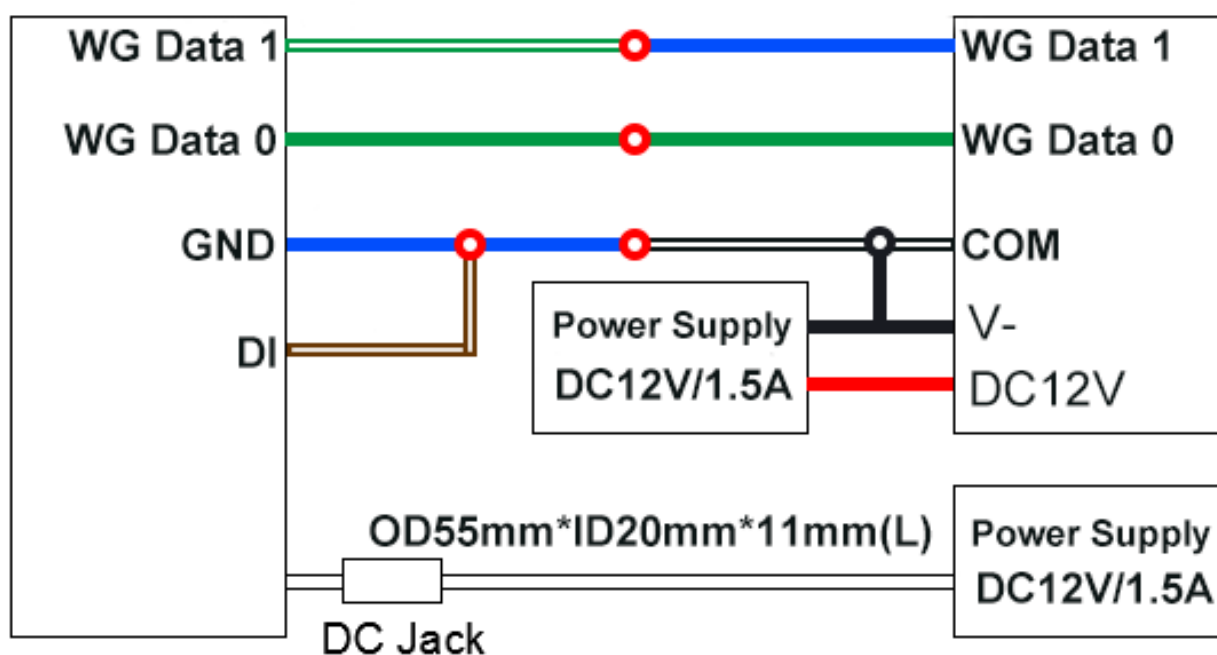 WG Data 1
WG Data 1
WG Data 0
WG Data 0
GND
COM
Power Supply
V-
DI
DC12V/1.5A
DC12V
OD55mm*ID20mm*11mm(L)
Power Supply
DC12V/1.5A
DC Jack